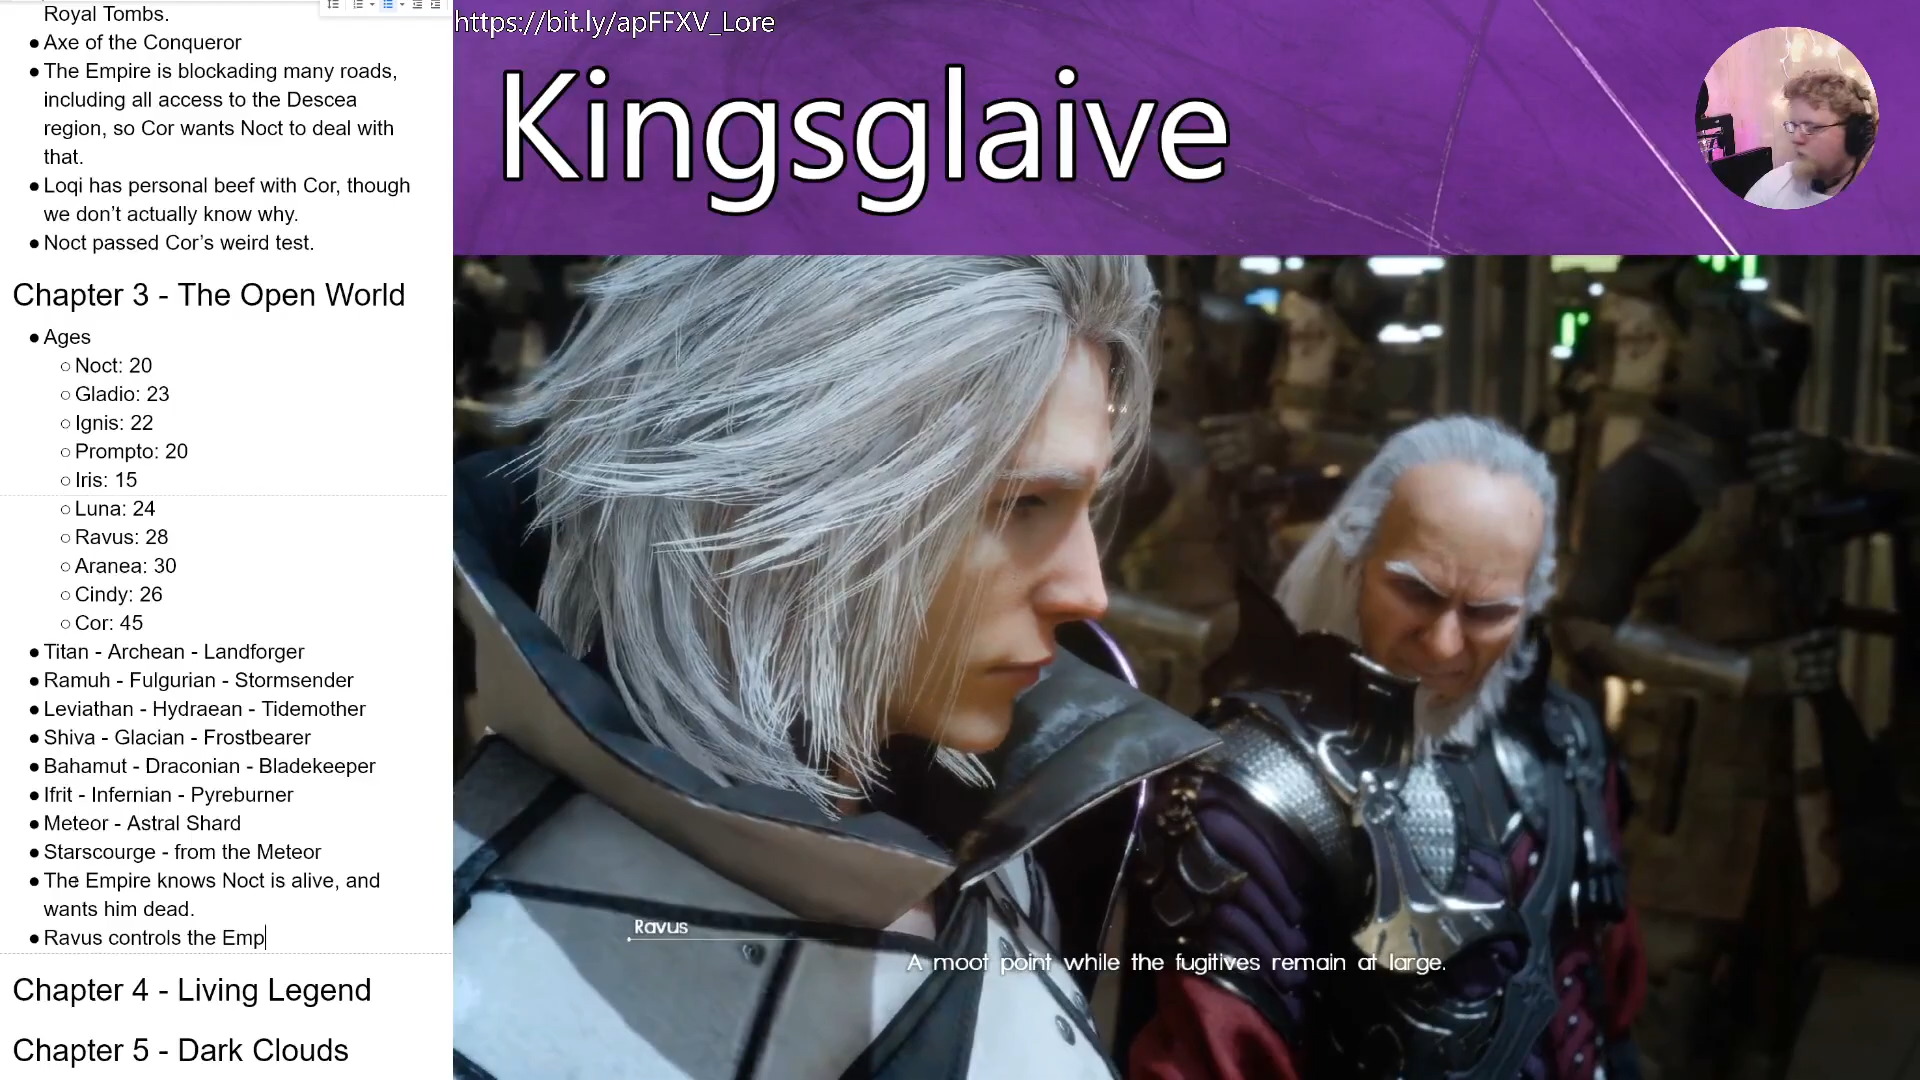 Royal Tombs.
● Axe of the Conqueror
● The Empire is blockading many roads,
including all access to the Descea
region, so Cor wants Noct to deal with
that.
● Loqi has personal beef with Cor, though
we don’t actually know why.
● Noct passed Cor’s weird test.
Chapter 3 - The Open World
● Ages
○ Noct: 20
○ Gladio: 23
○ Ignis: 22
○ Prompto: 20
○ Iris: 15
○ Luna: 24
○ Ravus: 28
○ Aranea: 30
○ Cindy: 26
○ Cor: 45
● Titan - Archean - Landforger
● Ramuh - Fulgurian - Stormsender
● Leviathan - Hydraean - Tidemother
● Shiva - Glacian - Frostbearer
● Bahamut - Draconian - Bladekeeper
● Ifrit - Infernian - Pyreburner
● Meteor - Astral Shard
● Starscourge - from the Meteor
● The Empire knows Noct is alive, and
wants him dead.
● Ravus controls the Emp
Chapter 4 - Living Legend
Chapter 5 - Dark Clouds
https://bit.ly/apFFXV_Lore
Kingsglaive
Ravus
A moot point while the fugitives remain at large.